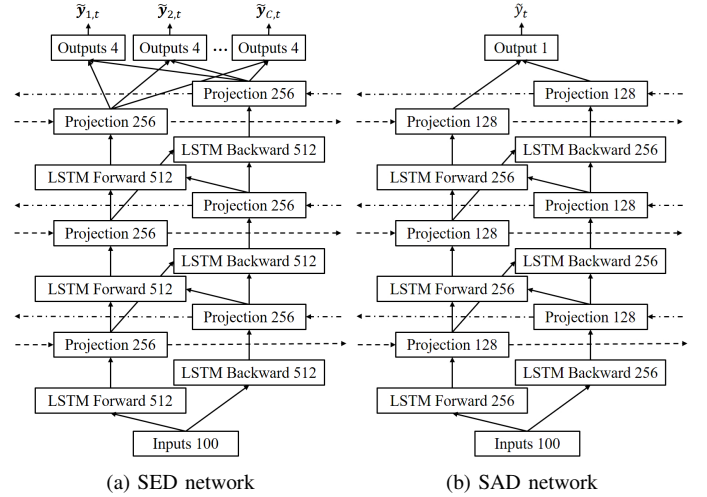 ỹ1,t ỹ2,t ỹC,t
Outputs 4 Outputs 4 ... Outputs 4
Projection 256
Projection 256
LSTM Backward 512
LSTM Forward 512
Projection 256
Projection 256
LSTM Backward 512
LSTM Forward 512
Projection 256
Projection 256
LSTM Backward 512
LSTM Forward 512
Inputs 100
(a) SED network
ỹt
Output 1
Projection 128
Projection 128
LSTM Backward 256
LSTM Forward 256
Projection 128
Projection 128
LSTM Backward 256
LSTM Forward 256
Projection 128
Projection 128
LSTM Backward 256
LSTM Forward 256
Inputs 100
(b) SAD network